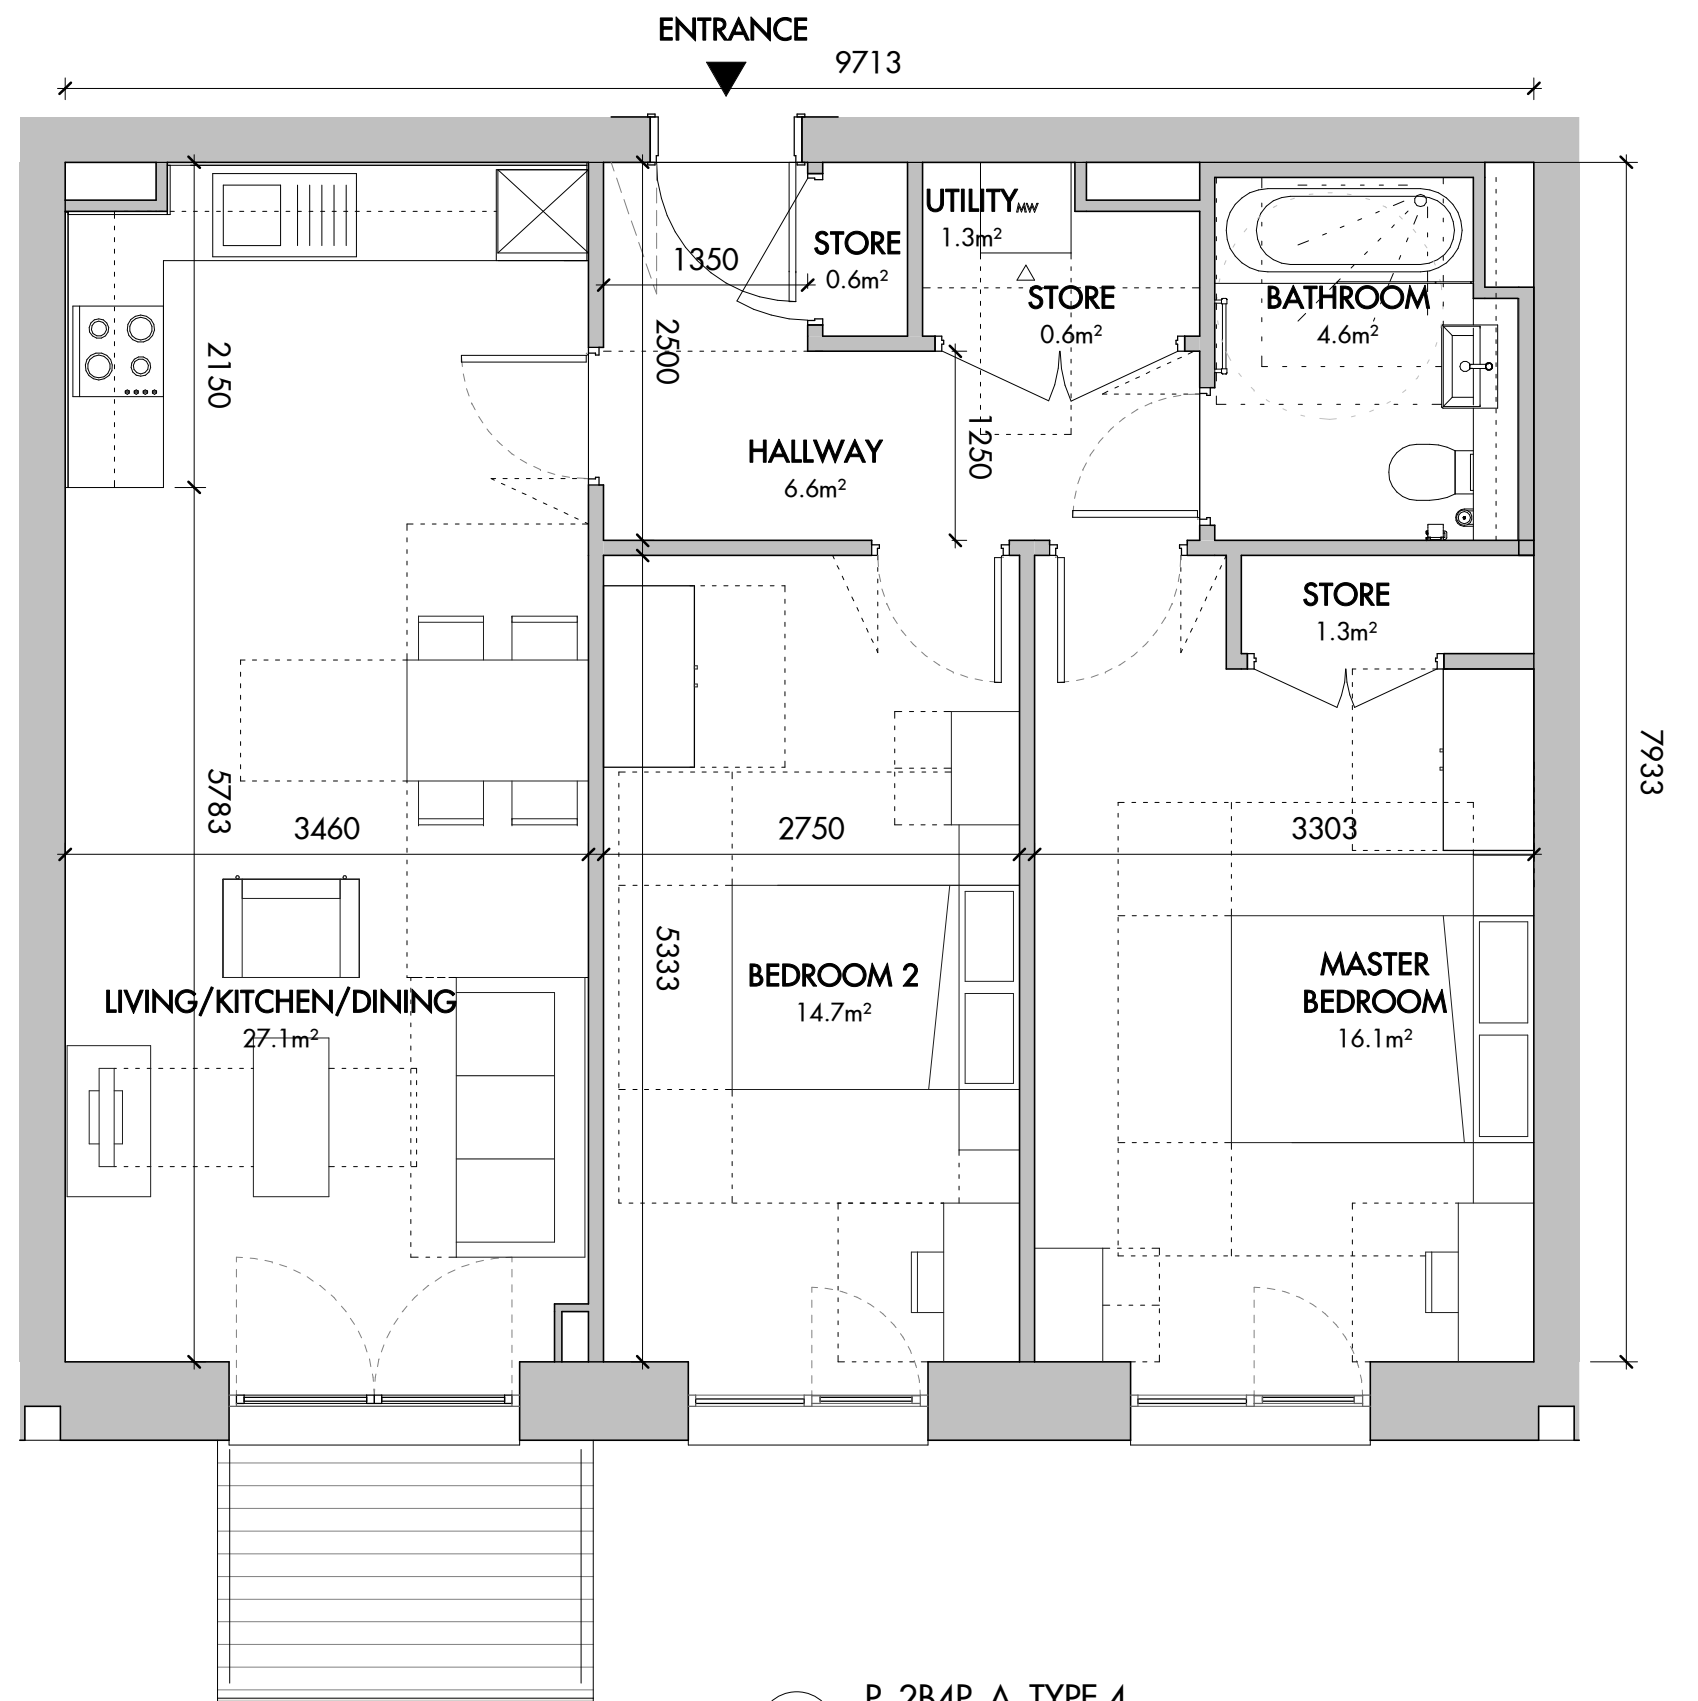 ENTRANCE
9713
UTILITY MW
1.3m²
STORE
0.6m²
1350
STORE
0.6m²
BATHROOM
4.6m²
2150
2500
HALLWAY
6.6m²
1250
STORE
1.3m²
5783
7933
3460
2750
3303
5333
LIVING/KITCHEN/DINING
27.1m²
BEDROOM 2
14.7m²
MASTER
BEDROOM
16.1m²